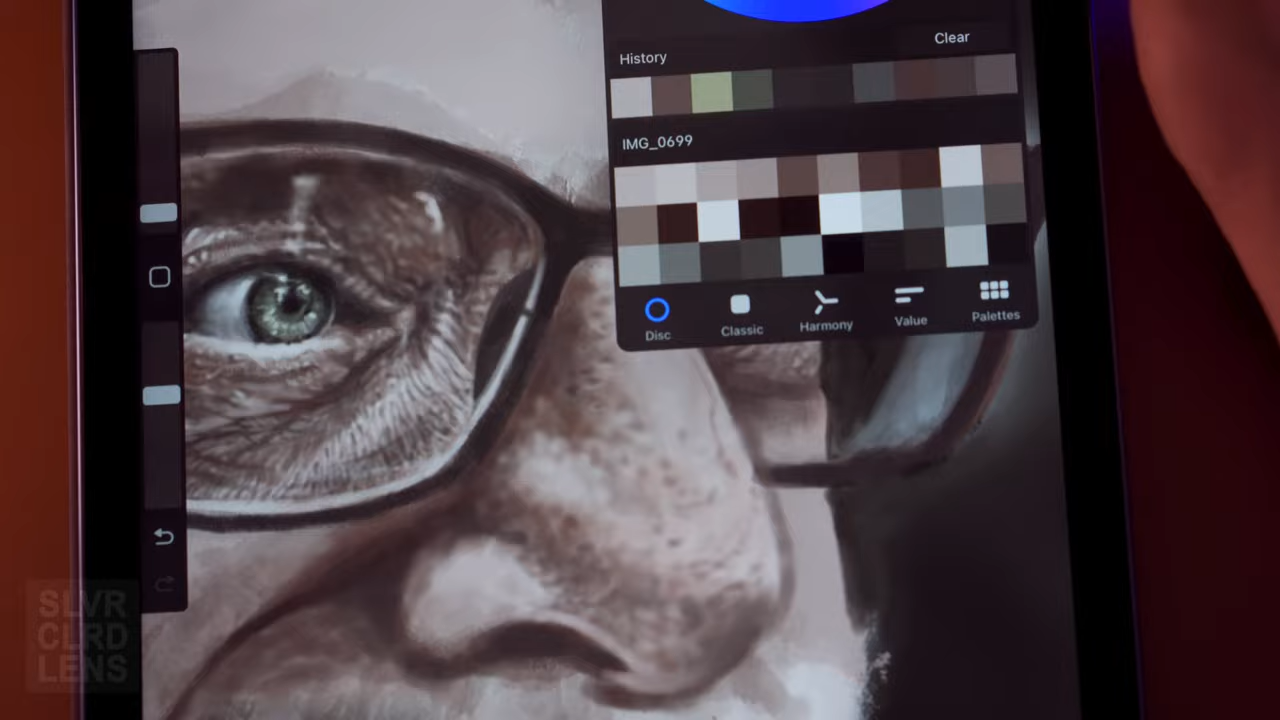 Clear
History
IMG_0699
Disc
Classic
Harmony
Value
Palettes
SLVR
CLRD
LENS